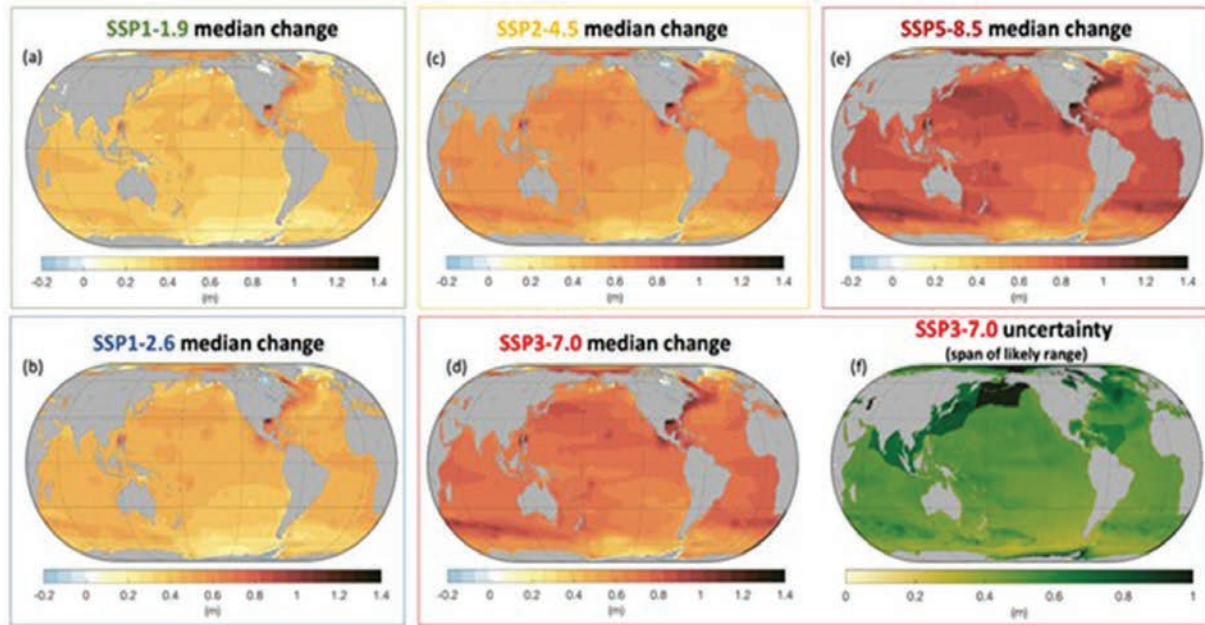 SSP1-1.9 median change
(a)
-0.2 0 0.2 0.4 0.6 0.8 1 1.2 1.4
(m)
SSP2-4.5 median change
(c)
-0.2 0 0.2 0.4 0.6 0.8 1 1.2 1.4
(m)
SSP5-8.5 median change
(e)
-0.2 0 0.2 0.4 0.6 0.8 1 1.2 1.4
(m)
SSP1-2.6 median change
(b)
-0.2 0 0.2 0.4 0.6 0.8 1 1.2 1.4
(m)
SSP3-7.0 median change
(d)
-0.2 0 0.2 0.4 0.6 0.8 1 1.2 1.4
(m)
SSP3-7.0 uncertainty
(span of likely range)
(f)
0 0.2 0.4 0.6 0.8 1
(m)